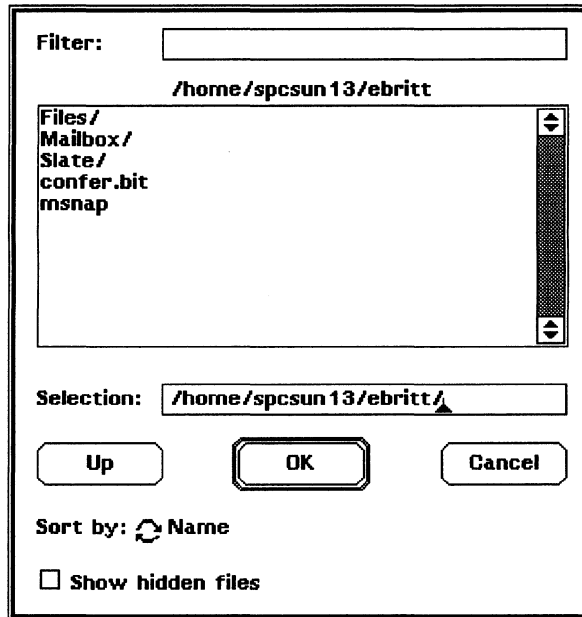 Filter:
/home/spcsun13/ebritt
Files/
Mailbox/
Slate/
confer.bit
msnap
Selection: /home/spcsun13/ebritt/
Up OK Cancel
Sort by: Name
Show hidden files